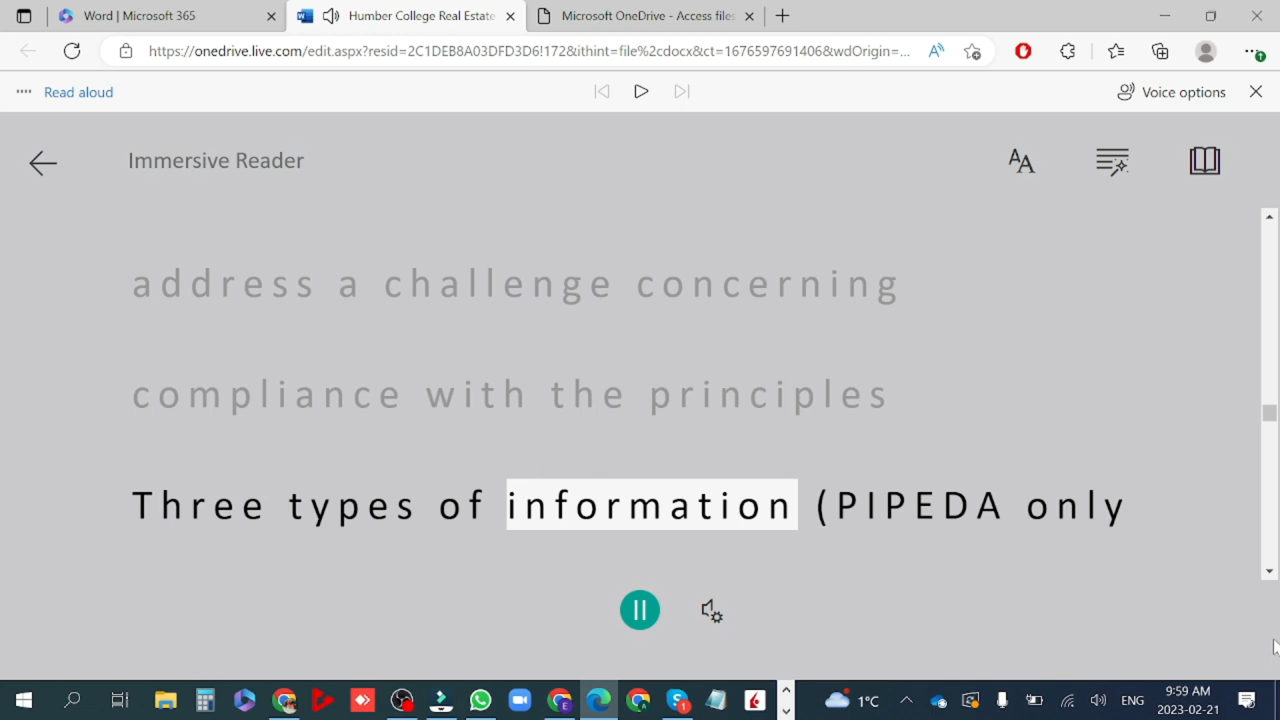 Word | Microsoft 365
Humber College Real Estate
Microsoft OneDrive - Access files
https://onedrive.live.com/edit.aspx?resid=2C1DEB8A03DFD3D6!172&ithint=file%2cdocx&ct=1676597691406&wdOrigin=...
Read aloud
Voice options
Immersive Reader
address a challenge concerning
compliance with the principles
Three types of information (PIPEDA only
1°C
ENG
9:59 AM
2023-02-21